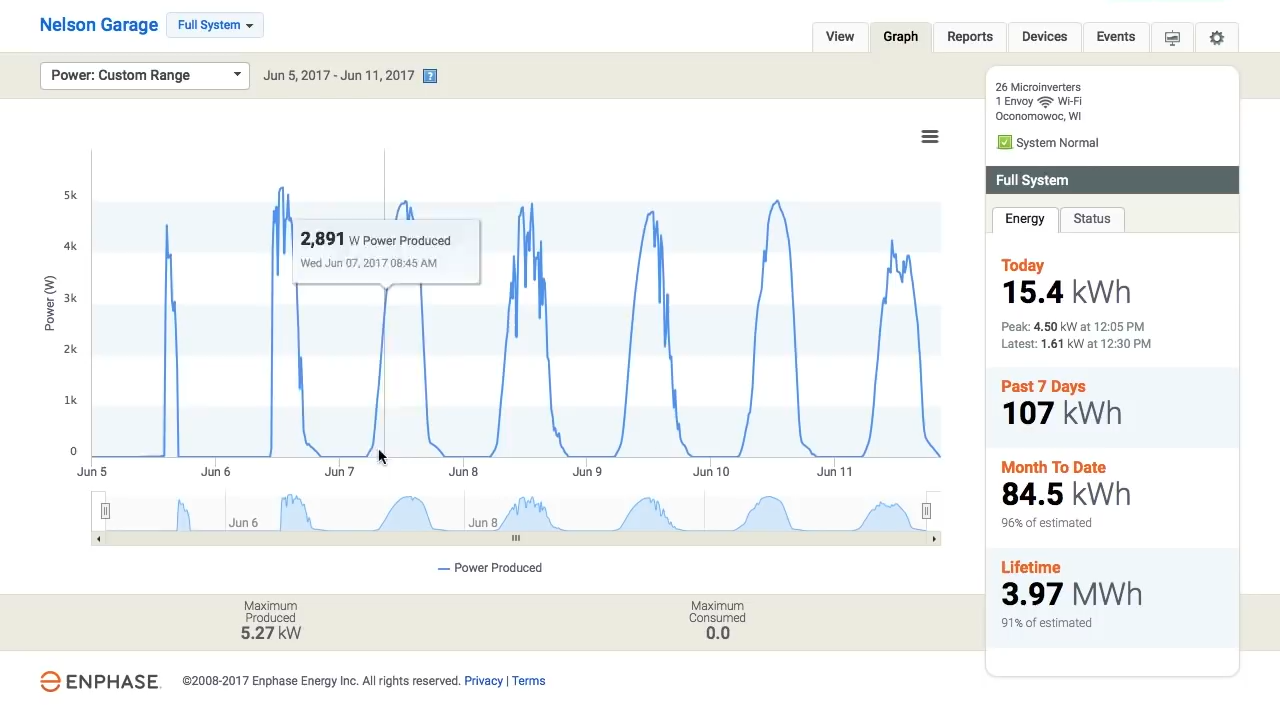 Nelson Garage
Full System
View
Graph
Reports
Devices
Events
Power: Custom Range
Jun 5, 2017 - Jun 11, 2017
?
26 Microinverters
1 Envoy Wi-Fi
Oconomowoc, WI
System Normal
Full System
Energy
Status
Today
15.4 kWh
Peak: 4.50 kW at 12:05 PM
Latest: 1.61 kW at 12:30 PM
Past 7 Days
107 kWh
Month To Date
84.5 kWh
96% of estimated
Lifetime
3.97 MWh
91% of estimated
Power (W)
5k
4k
3k
2k
1k
0
2,891 W Power Produced
Wed Jun 07, 2017 08:45 AM
Jun 5
Jun 6
Jun 7
Jun 8
Jun 9
Jun 10
Jun 11
Jun 6
Jun 8
Power Produced
Maximum
Produced
5.27 kW
Maximum
Consumed
0.0
ENPHASE
©2008-2017 Enphase Energy Inc. All rights reserved. Privacy | Terms